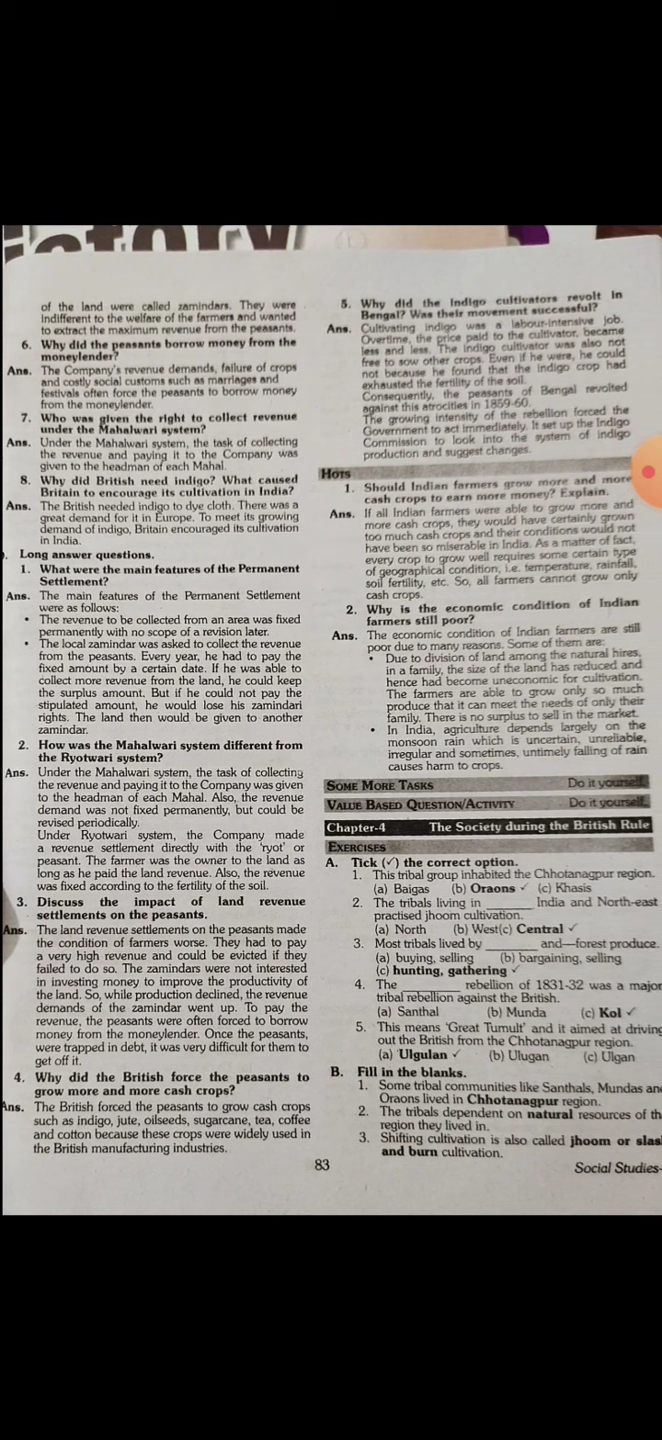 istory
of the land were called zamindars. They were
indifferent to the welfare of the farmers and wanted
to extract the maximum revenue from the peasants.
6. Why did the peasants borrow money from the
moneylender?
Ans. The Company's revenue demands, failure of crops
and costly social customs such as marriages and
festivals often force the peasants to borrow money
from the moneylender.
7. Who was given the right to collect revenue
under the Mahalwari system?
Ans. Under the Mahalwari system, the task of collecting
the revenue and paying it to the Company was
given to the headman of each Mahal.
8. Why did British need indigo? What caused
Britain to encourage its cultivation in India?
Ans. The British needed indigo to dye cloth. There was a
great demand for it in Europe. To meet its growing
demand of indigo, Britain encouraged its cultivation
in India.
Long answer questions.
1. What were the main features of the Permanent
Settlement?
Ans. The main features of the Permanent Settlement
were as follows:
• The revenue to be collected from an area was fixed
permanently with no scope of a revision later.
• The local zamindar was asked to collect the revenue
from the peasants. Every year, he had to pay the
fixed amount by a certain date. If he was able to
collect more revenue from the land, he could keep
the surplus amount. But if he could not pay the
stipulated amount, he would lose his zamindari
rights. The land then would be given to another
zamindar.
2. How was the Mahalwari system different from
the Ryotwari system?
Ans. Under the Mahalwari system, the task of collecting
the revenue and paying it to the Company was given
to the headman of each Mahal. Also, the revenue
demand was not fixed permanently, but could be
revised periodically.
Under Ryotwari system, the Company made
a revenue settlement directly with the 'ryot' or
peasant. The farmer was the owner to the land as
long as he paid the land revenue. Also, the revenue
was fixed according to the fertility of the soil.
3. Discuss the impact of land revenue
settlements on the peasants.
Ans. The land revenue settlements on the peasants made
the condition of farmers worse. They had to pay
a very high revenue and could be evicted if they
failed to do so. The zamindars were not interested
in investing money to improve the productivity of
the land. So, while production declined, the revenue
demands of the zamindar went up. To pay the
revenue, the peasants were often forced to borrow
money from the moneylender. Once the peasants,
were trapped in debt, it was very difficult for them to
get off it.
4. Why did the British force the peasants to
grow more and more cash crops?
Ans. The British forced the peasants to grow cash crops
such as indigo, jute, oilseeds, sugarcane, tea, coffee
and cotton because these crops were widely used in
the British manufacturing industries.
5. Why did the Indigo cultivators revolt in
Bengal? Was their movement successful?
Ans. Cultivating indigo was a labour-intensive job.
Overtime, the price paid to the cultivator, became
less and less. The indigo cultivator was also not
free to sow other crops. Even if he were, he could
not because he found that the indigo crop had
exhausted the fertility of the soil.
Consequently, the peasants of Bengal revolted
against this atrocities in 1859-60.
The growing intensity of the rebellion forced the
Government to act immediately. It set up the Indigo
Commission to look into the system of indigo
production and suggest changes.
HOTS
1. Should Indian farmers grow more and more
cash crops to earn more money? Explain.
Ans. If all Indian farmers were able to grow more and
more cash crops, they would have certainly grown
too much cash crops and their conditions would not
have been so miserable in India. As a matter of fact,
every crop to grow well requires some certain type
of geographical condition, i.e. temperature, rainfall,
soil fertility, etc. So, all farmers cannot grow only
cash crops.
2. Why is the economic condition of Indian
farmers still poor?
Ans. The economic condition of Indian farmers are still
poor due to many reasons. Some of them are:
• Due to division of land among the natural hires,
in a family, the size of the land has reduced and
hence had become uneconomic for cultivation.
The farmers are able to grow only so much
produce that it can meet the needs of only their
family. There is no surplus to sell in the market.
• In India, agriculture depends largely on the
monsoon rain which is uncertain, unreliable,
irregular and sometimes, untimely falling of rain
causes harm to crops.
SOME MORE TASKS Do it yourself.
VALUE BASED QUESTION/ACTIVITY Do it yourself.
Chapter-4 The Society during the British Rule
EXERCISES
A. Tick (✓) the correct option.
1. This tribal group inhabited the Chhotanagpur region.
(a) Baigas (b) Oraons ✓ (c) Khasis
2. The tribals living in ______ India and North-east
practised jhoom cultivation.
(a) North (b) West(c) Central ✓
3. Most tribals lived by ______ and—forest produce.
(a) buying, selling (b) bargaining, selling
(c) hunting, gathering ✓
4. The ______ rebellion of 1831-32 was a major
tribal rebellion against the British.
(a) Santhal (b) Munda (c) Kol ✓
5. This means 'Great Tumult' and it aimed at driving
out the British from the Chhotanagpur region.
(a) Ulgulan ✓ (b) Ulugan (c) Ulgan
B. Fill in the blanks.
1. Some tribal communities like Santhals, Mundas an
Oraons lived in Chhotanagpur region.
2. The tribals dependent on natural resources of th
region they lived in.
3. Shifting cultivation is also called jhoom or slas
and burn cultivation.
83
Social Studies-